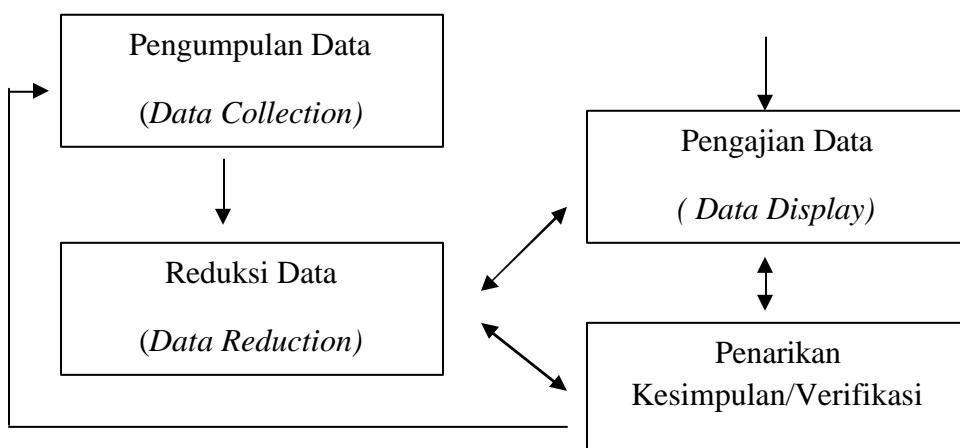 Pengumpulan Data
(Data Collection)
Pengajian Data
( Data Display)
Reduksi Data
(Data Reduction)
Penarikan
Kesimpulan/Verifikasi